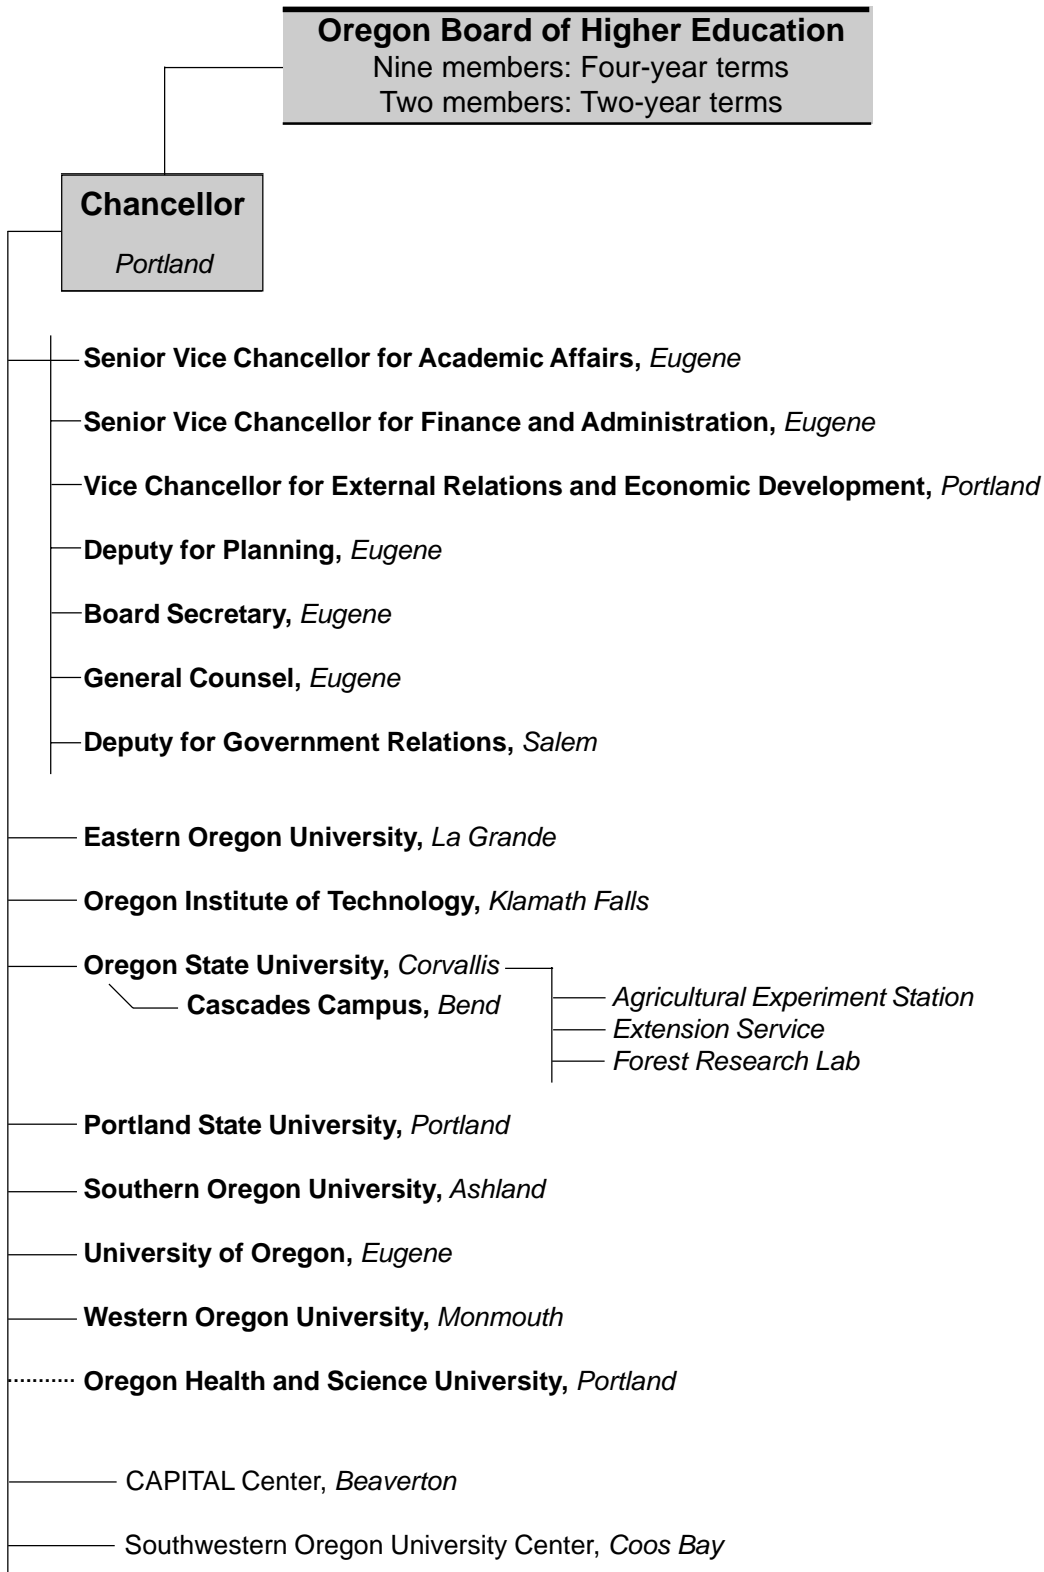 Oregon Board of Higher Education
Nine members: Four-year terms
Two members: Two-year terms
Chancellor
Portland
Senior Vice Chancellor for Academic Affairs, Eugene
Senior Vice Chancellor for Finance and Administration, Eugene
Vice Chancellor for External Relations and Economic Development, Portland
Deputy for Planning, Eugene
Board Secretary, Eugene
General Counsel, Eugene
Deputy for Government Relations, Salem
Eastern Oregon University, La Grande
Oregon Institute of Technology, Klamath Falls
Oregon State University, Corvallis
Cascades Campus, Bend
Agricultural Experiment Station
Extension Service
Forest Research Lab
Portland State University, Portland
Southern Oregon University, Ashland
University of Oregon, Eugene
Western Oregon University, Monmouth
Oregon Health and Science University, Portland
CAPITAL Center, Beaverton
Southwestern Oregon University Center, Coos Bay